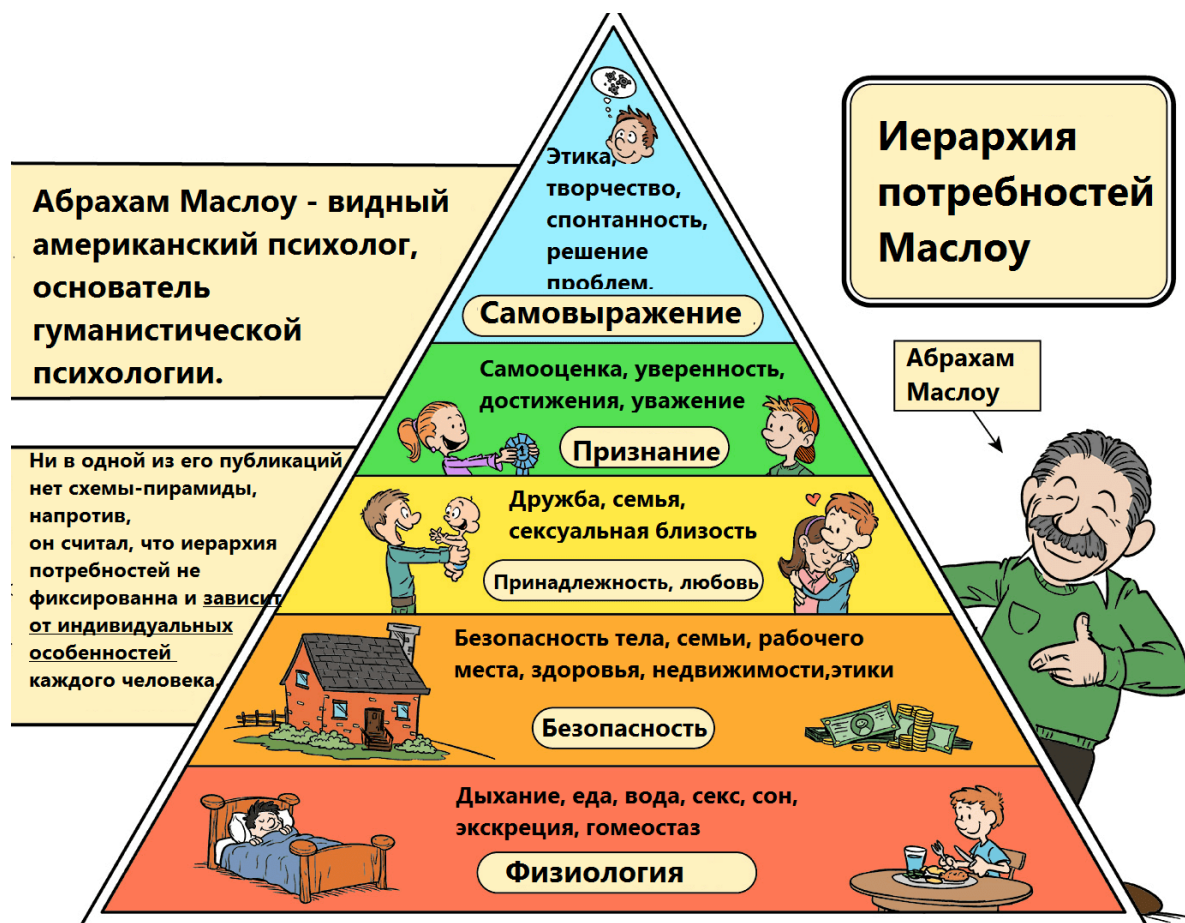 Иерархия
потребностей
Маслоу
Абрахам Маслоу - видный
американский психолог,
основатель
гуманистической
психологии.
Ни в одной из его публикаций
нет схемы-пирамиды,
напротив,
он считал, что иерархия
потребностей не
фиксированна и зависит
от индивидуальных
особенностей
каждого человека.
Этика,
творчество,
спонтанность,
решение
проблем.
Самовыражение
Самооценка, уверенность,
достижения, уважение
1
Признание
Дружба, семья,
сексуальная близость
Принадлежность, любовь
Безопасность тела, семьи, рабочего
места, здоровья, недвижимости,этики
Безопасность
Дыхание, еда, вода, секс, сон,
экскреция, гомеостаз
Физиология
Абрахам
Маслоу